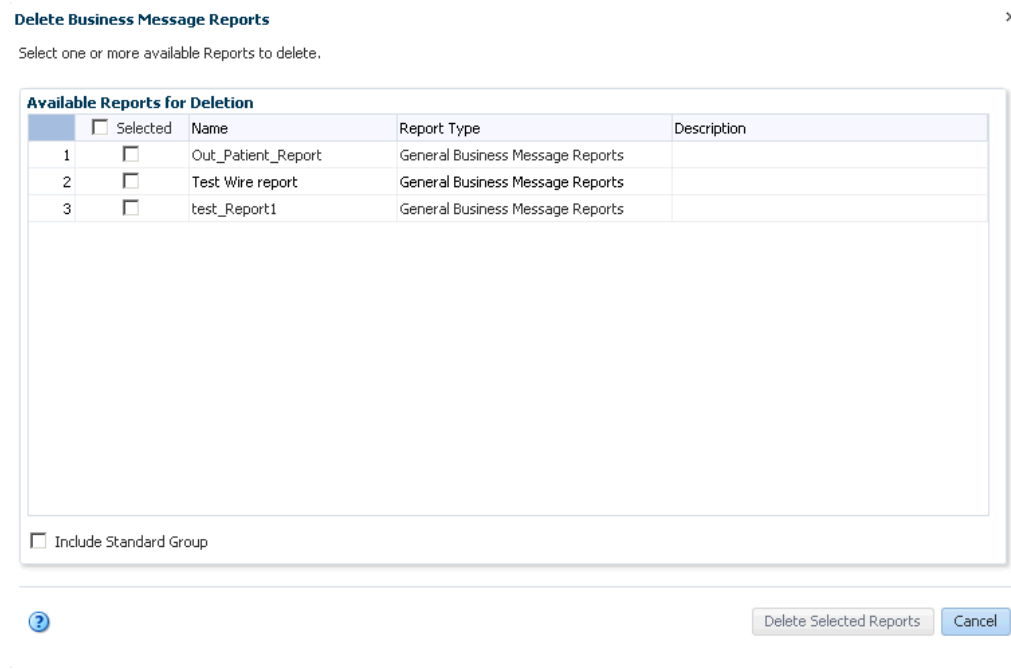 Delete Business Message Reports
Select one or more available Reports to delete.
Available Reports for Deletion
Selected Name Report Type Description
1 Out_Patient_Report General Business Message Reports
2 Test Wire report General Business Message Reports
3 test_Report1 General Business Message Reports
Include Standard Group
? Delete Selected Reports Cancel